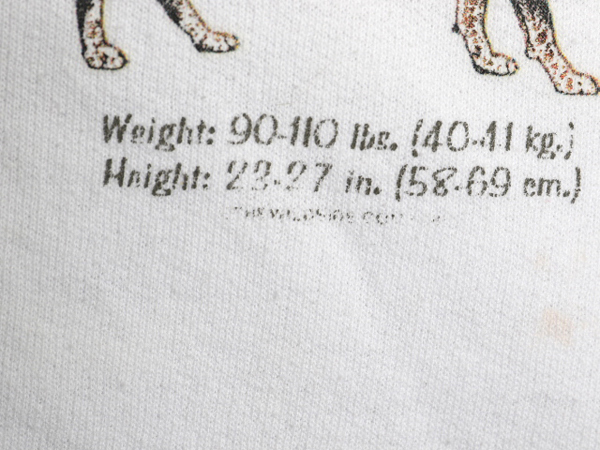 Weight: 90-110 lbs. (40-41 kg.)
Height: 23-27 in. (58-69 cm.)